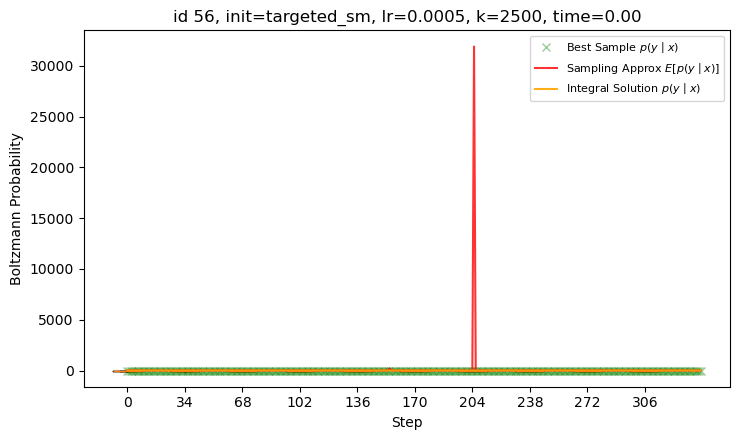 id 56, init=targeted_sm, lr=0.0005, k=2500, time=0.00
Best Sample p(y | x)
Sampling Approx E[p(y | x)]
Integral Solution p(y | x)
Boltzmann Probability
30000
25000
20000
15000
10000
5000
0
0 34 68 102 136 170 204 238 272 306
Step